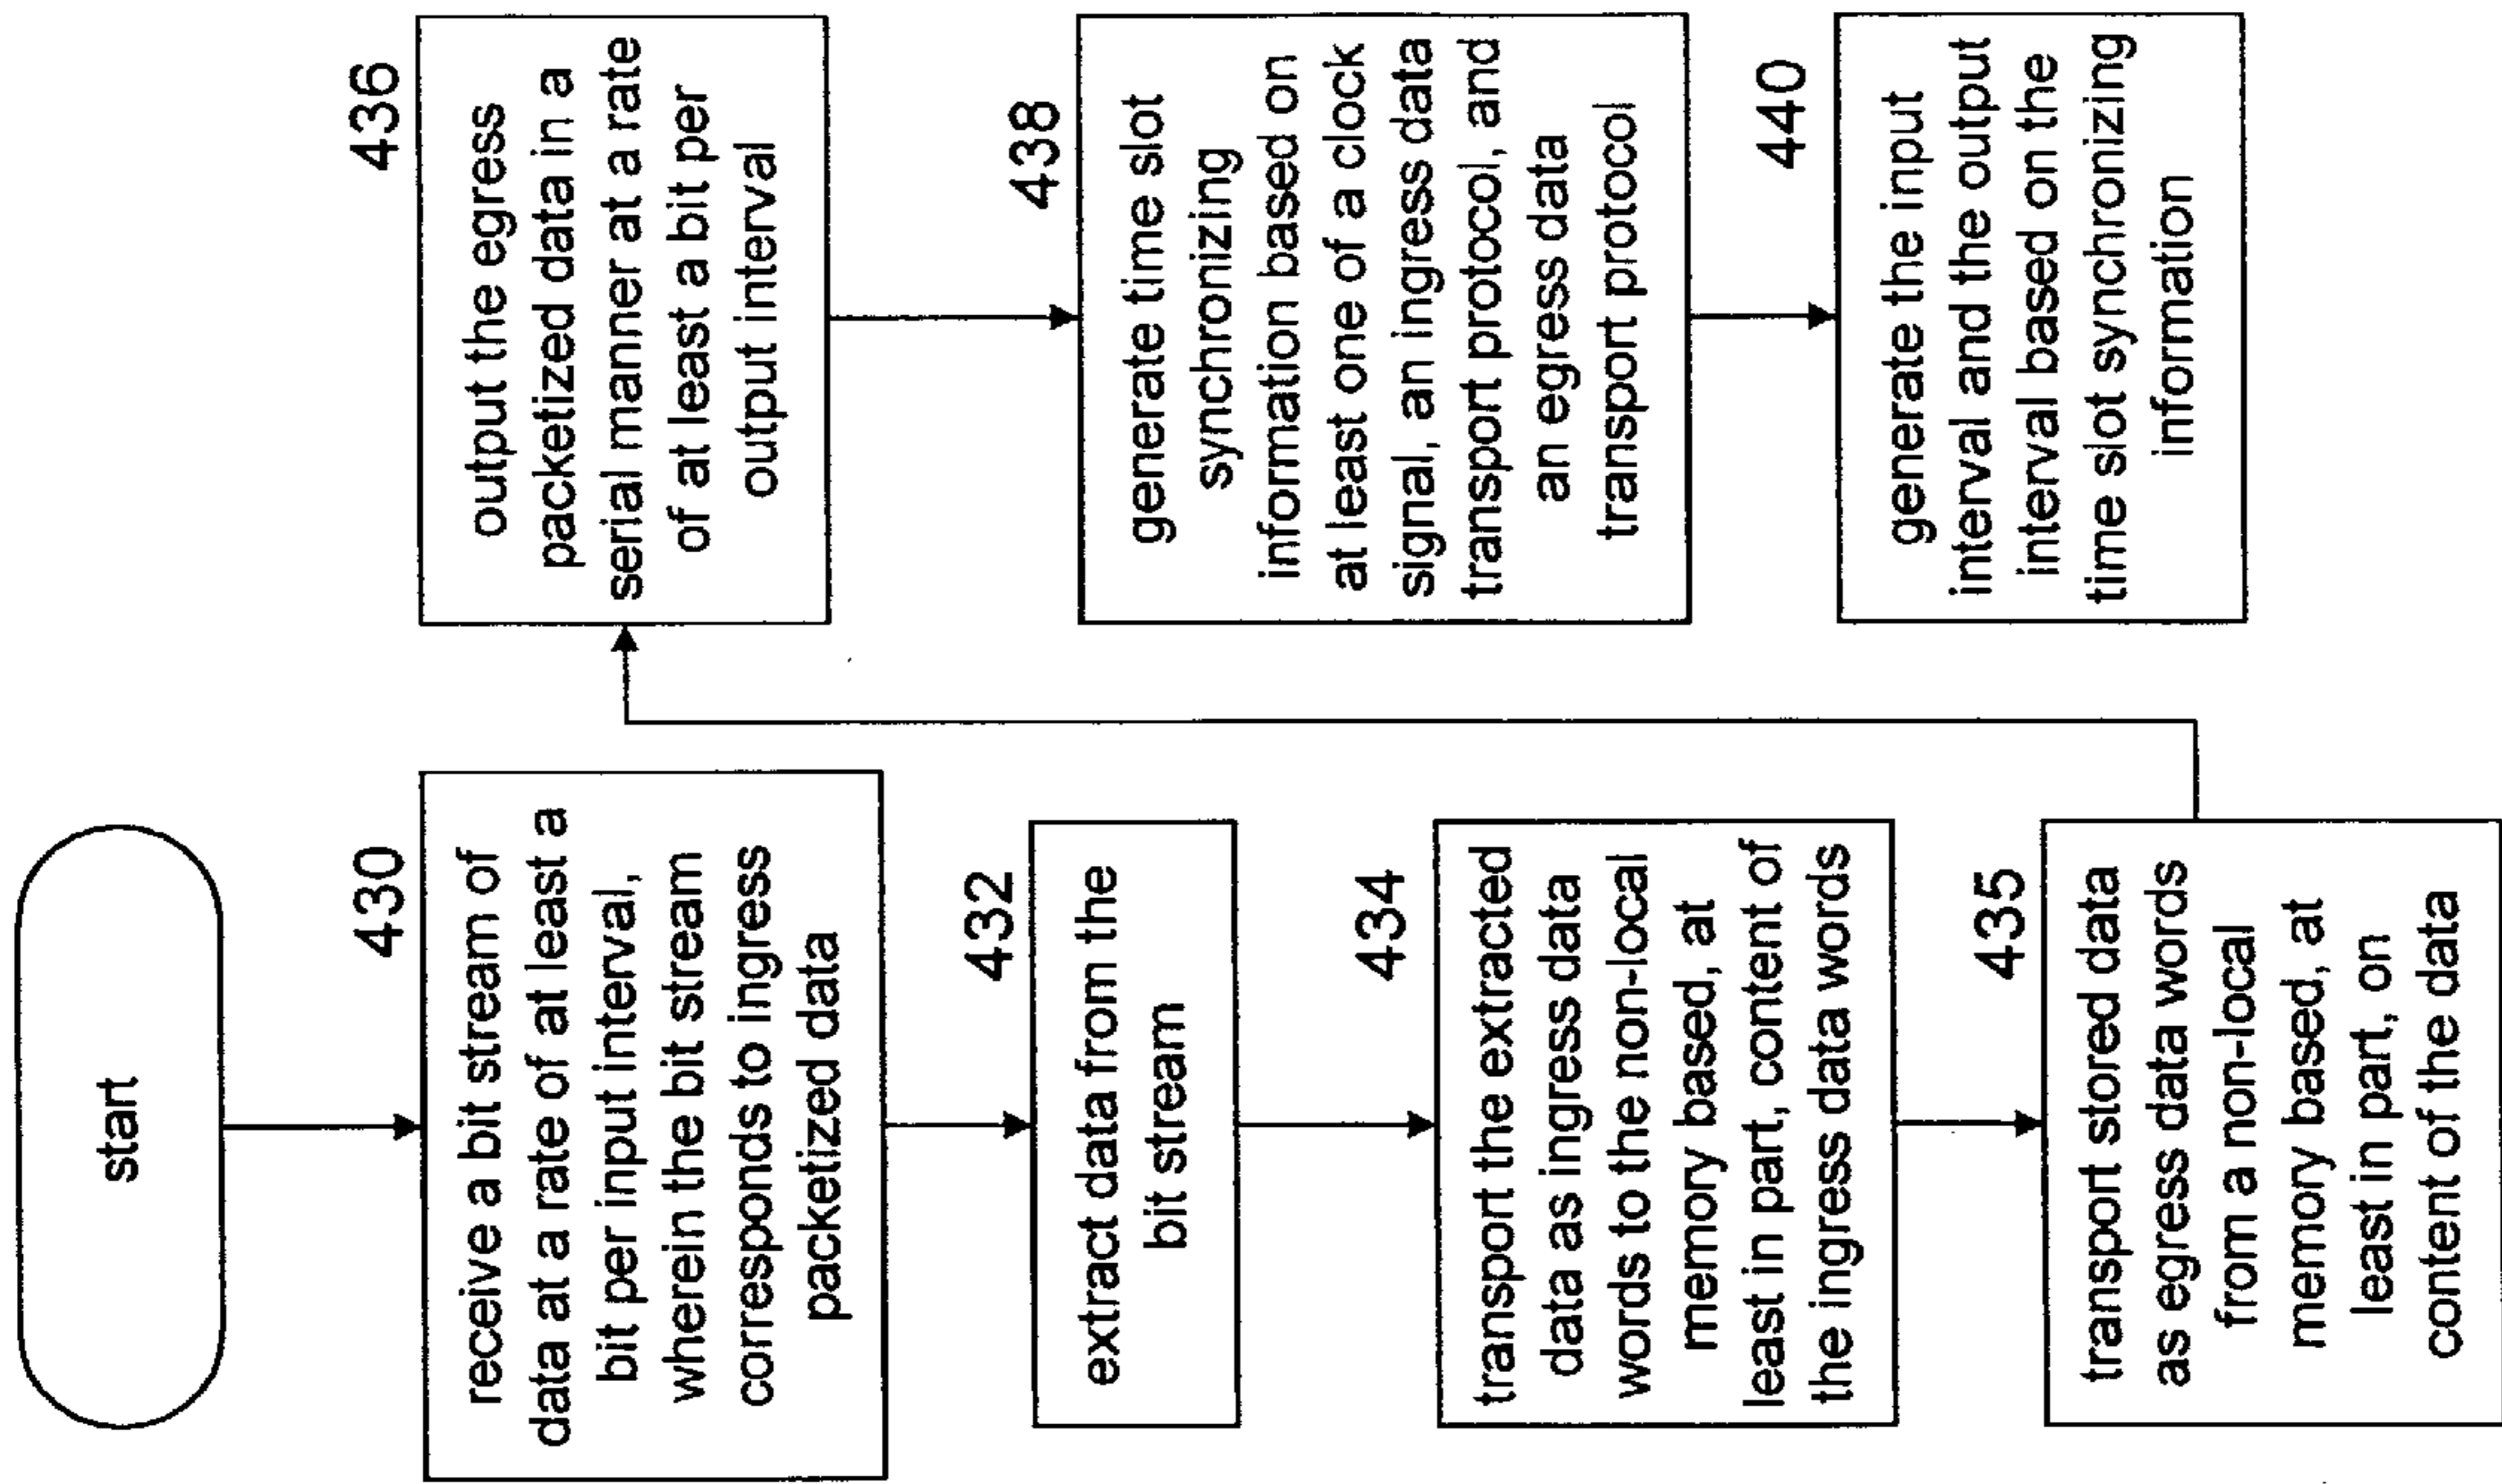 start
430
receive a bit stream of
data at a rate of at least a
bit per input interval,
wherein the bit stream
corresponds to ingress
packetized data
432
extract data from the
bit stream
434
transport the extracted
data as ingress data
words to the non-local
memory based, at
least in part, content of
the ingress data words
435
transport stored data
as egress data words
from a non-local
memory based, at
least in part, on
content of the data
436
output the egress
packetized data in a
serial manner at a rate
of at least a bit per
output interval
438
generate time slot
synchronizing
information based on
at least one of a clock
signal, an ingress data
transport protocol, and
an egress data
transport protocol
440
generate the input
interval and the output
interval based on the
time slot synchronizing
information